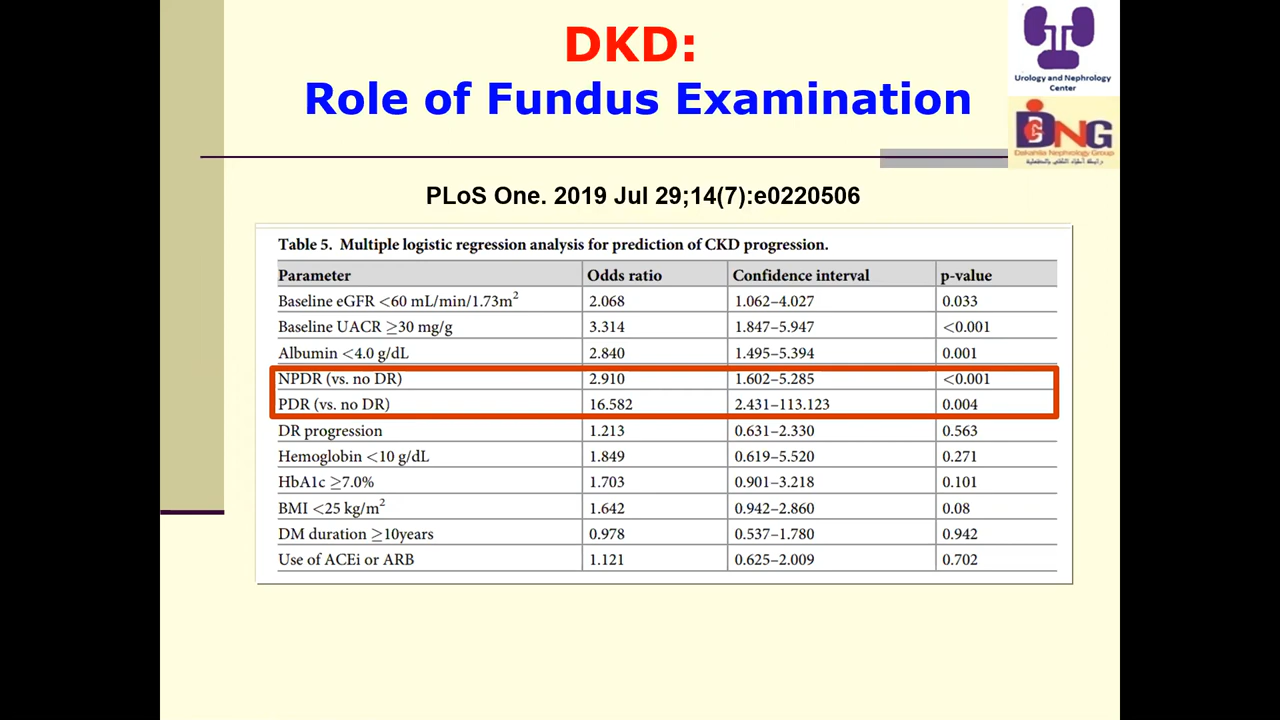 DKD:
Role of Fundus Examination
Urology and Nephrology
Center
DNG
Dakahlia Nephrology Group
PLoS One. 2019 Jul 29;14(7):e0220506
Table 5. Multiple logistic regression analysis for prediction of CKD progression.
Parameter Odds ratio Confidence interval p-value
Baseline eGFR <60 mL/min/1.73m² 2.068 1.062–4.027 0.033
Baseline UACR ≥30 mg/g 3.314 1.847–5.947 <0.001
Albumin <4.0 g/dL 2.840 1.495–5.394 0.001
NPDR (vs. no DR) 2.910 1.602–5.285 <0.001
PDR (vs. no DR) 16.582 2.431–113.123 0.004
DR progression 1.213 0.631–2.330 0.563
Hemoglobin <10 g/dL 1.849 0.619–5.520 0.271
HbA1c ≥7.0% 1.703 0.901–3.218 0.101
BMI <25 kg/m² 1.642 0.942–2.860 0.08
DM duration ≥10years 0.978 0.537–1.780 0.942
Use of ACEi or ARB 1.121 0.625–2.009 0.702